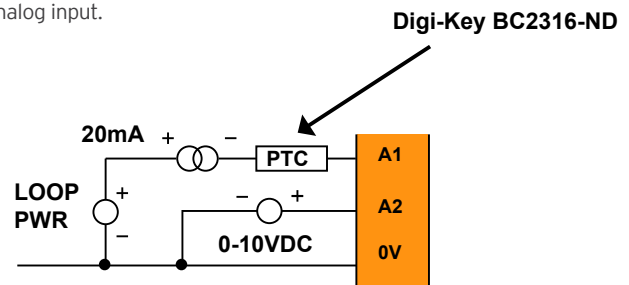 nalog input.
Digi-Key BC2316-ND
20mA + −
PTC
A1
LOOP
PWR
+
−
− +
A2
0-10VDC
0V